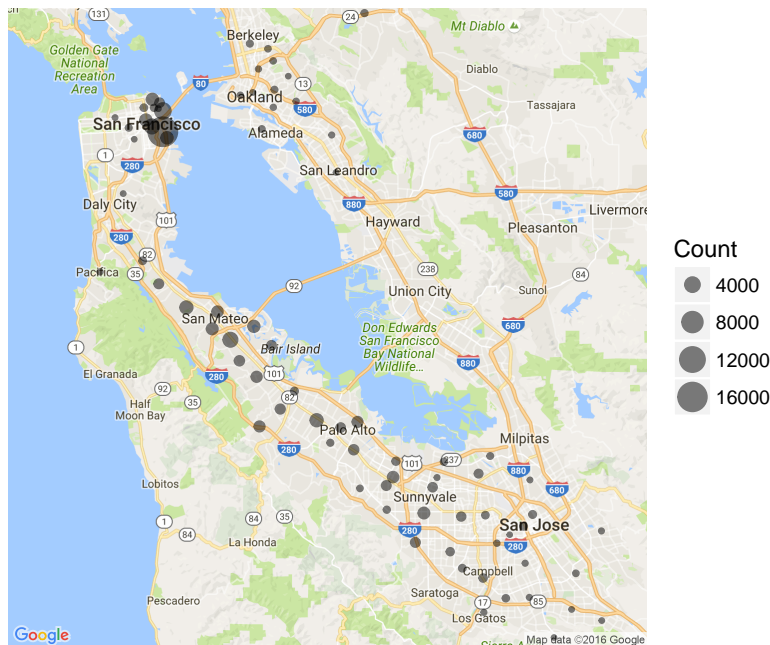 131
24
Mt Diablo
Berkeley
Golden Gate
National
Recreation
Area
Diablo
80
13
Oakland
580
Tassajara
San Francisco
Alameda
680
1
280
San Leandro
880
580
Daly City
Livermore
101
Hayward
Pleasanton
280
82
Pacifica
35
238
84
92
Union City
Sunol
San Mateo
680
Don Edwards
San Francisco
Bay National
Wildlife...
1
Bair Island
880
El Granada
280
101
92
35
82
Half
Moon Bay
Palo Alto
Milpitas
280
101
237
880
Lobitos
680
Sunnyvale
1
84
35
San Jose
84
280
280
La Honda
Campbell
Saratoga
Pescadero
17
85
Los Gatos
Google
Map data ©2016 Google
Count
4000
8000
12000
16000